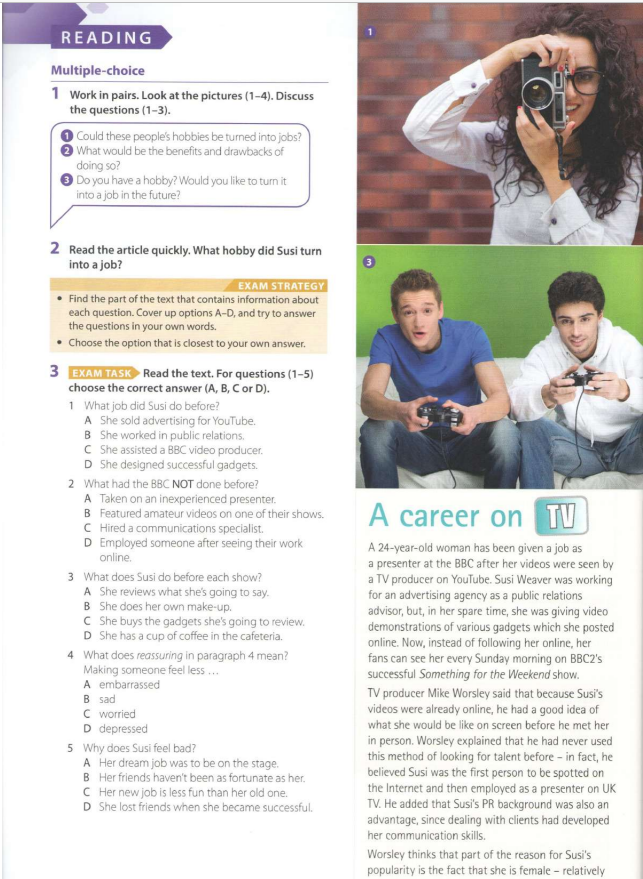 READING
Multiple-choice
1 Work in pairs. Look at the pictures (1–4). Discuss
the questions (1–3).
1 Could these people's hobbies be turned into jobs?
2 What would be the benefits and drawbacks of
doing so?
3 Do you have a hobby? Would you like to turn it
into a job in the future?
2 Read the article quickly. What hobby did Susi turn
into a job?
EXAM STRATEGY
• Find the part of the text that contains information about
each question. Cover up options A–D, and try to answer
the questions in your own words.
• Choose the option that is closest to your own answer.
3 EXAM TASK Read the text. For questions (1–5)
choose the correct answer (A, B, C or D).
1 What job did Susi do before?
A She sold advertising for YouTube.
B She worked in public relations.
C She assisted a BBC video producer.
D She designed successful gadgets.
2 What had the BBC NOT done before?
A Taken on an inexperienced presenter.
B Featured amateur videos on one of their shows.
C Hired a communications specialist.
D Employed someone after seeing their work
online.
3 What does Susi do before each show?
A She reviews what she's going to say.
B She does her own make-up.
C She buys the gadgets she's going to review.
D She has a cup of coffee in the cafeteria.
4 What does reassuring in paragraph 4 mean?
Making someone feel less ...
A embarrassed
B sad
C worried
D depressed
5 Why does Susi feel bad?
A Her dream job was to be on the stage.
B Her friends haven't been as fortunate as her.
C Her new job is less fun than her old one.
D She lost friends when she became successful.
1
3
A career on TV
A 24-year-old woman has been given a job as
a presenter at the BBC after her videos were seen by
a TV producer on YouTube. Susi Weaver was working
for an advertising agency as a public relations
advisor, but, in her spare time, she was giving video
demonstrations of various gadgets which she posted
online. Now, instead of following her online, her
fans can see her every Sunday morning on BBC2's
successful Something for the Weekend show.
TV producer Mike Worsley said that because Susi's
videos were already online, he had a good idea of
what she would be like on screen before he met her
in person. Worsley explained that he had never used
this method of looking for talent before – in fact, he
believed Susi was the first person to be spotted on
the Internet and then employed as a presenter on UK
TV. He added that Susi's PR background was also an
advantage, since dealing with clients had developed
her communication skills.
Worsley thinks that part of the reason for Susi's
popularity is the fact that she is female – relatively